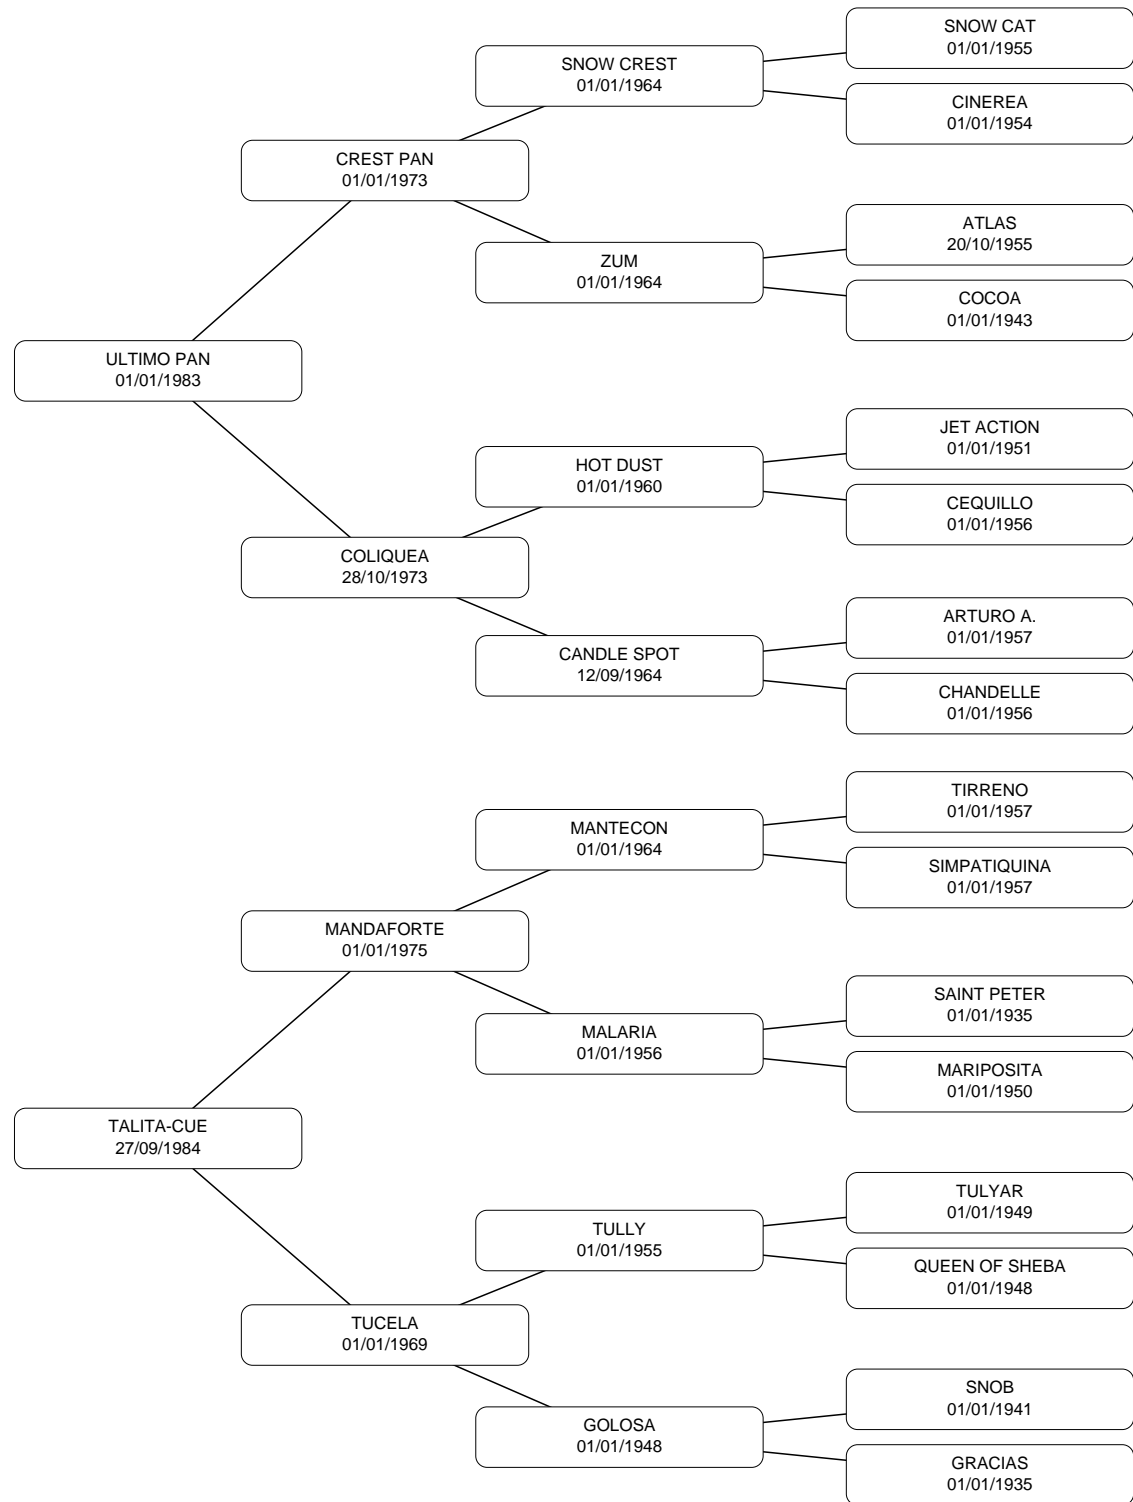 SNOW CAT
01/01/1955
SNOW CREST
01/01/1964
CINEREA
01/01/1954
CREST PAN
01/01/1973
ATLAS
20/10/1955
ZUM
01/01/1964
COCOA
01/01/1943
ULTIMO PAN
01/01/1983
JET ACTION
01/01/1951
HOT DUST
01/01/1960
CEQUILLO
01/01/1956
COLIQUEA
28/10/1973
ARTURO A.
01/01/1957
CANDLE SPOT
12/09/1964
CHANDELLE
01/01/1956
TIRRENO
01/01/1957
MANTECON
01/01/1964
SIMPATIQUINA
01/01/1957
MANDAFORTE
01/01/1975
SAINT PETER
01/01/1935
MALARIA
01/01/1956
MARIPOSITA
01/01/1950
TALITA-CUE
27/09/1984
TULYAR
01/01/1949
TULLY
01/01/1955
QUEEN OF SHEBA
01/01/1948
TUCELA
01/01/1969
SNOB
01/01/1941
GOLOSA
01/01/1948
GRACIAS
01/01/1935